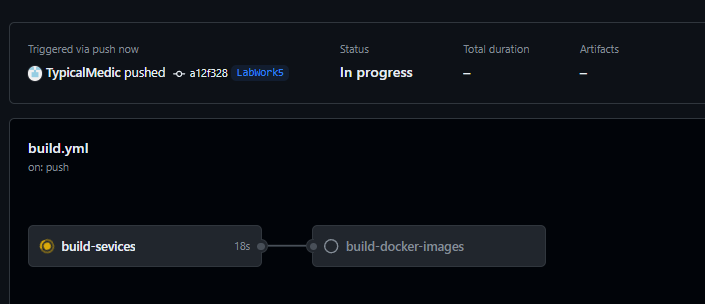 Triggered via push now
Status
Total duration
Artifacts
TypicalMedic pushed a12f328 LabWork5
In progress
–
–
build.yml
on: push
build-sevices 18s
build-docker-images